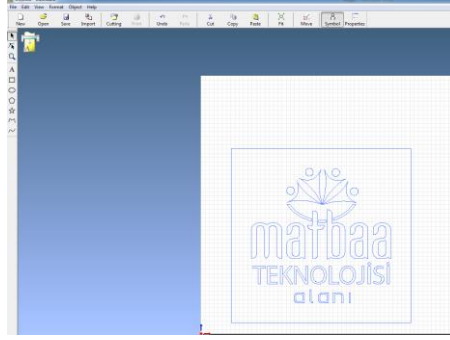 File Edit View Format Object Help
New Open Save Import Cutting Undo Cut Copy Paste Fit Move Symbol Properties
A
matbaa
TEKNOLOJİSİ
alanı